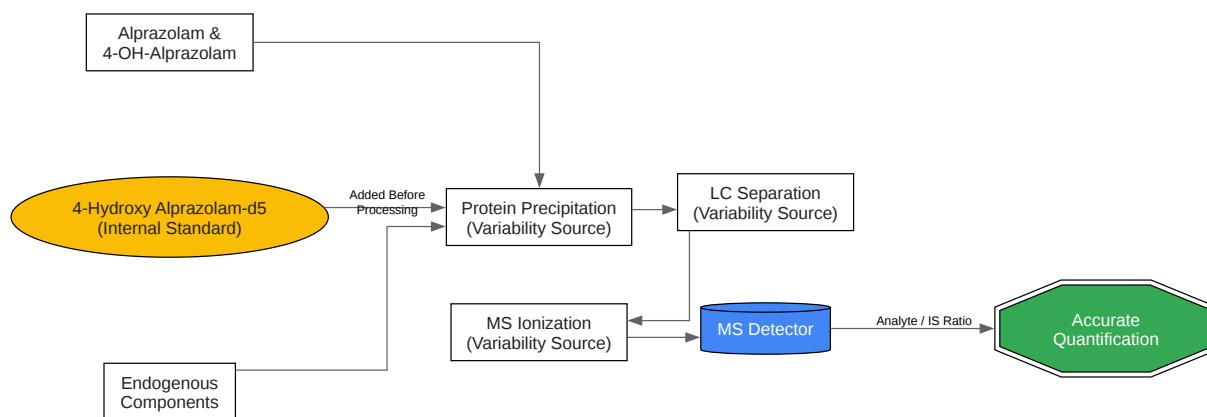 Alprazolam &
4-OH-Alprazolam
4-Hydroxy Alprazolam-d5
(Internal Standard)
Added Before
Processing
Protein Precipitation
(Variability Source)
LC Separation
(Variability Source)
MS Ionization
(Variability Source)
MS Detector
Analyte / IS Ratio
Accurate
Quantification
Endogenous
Components